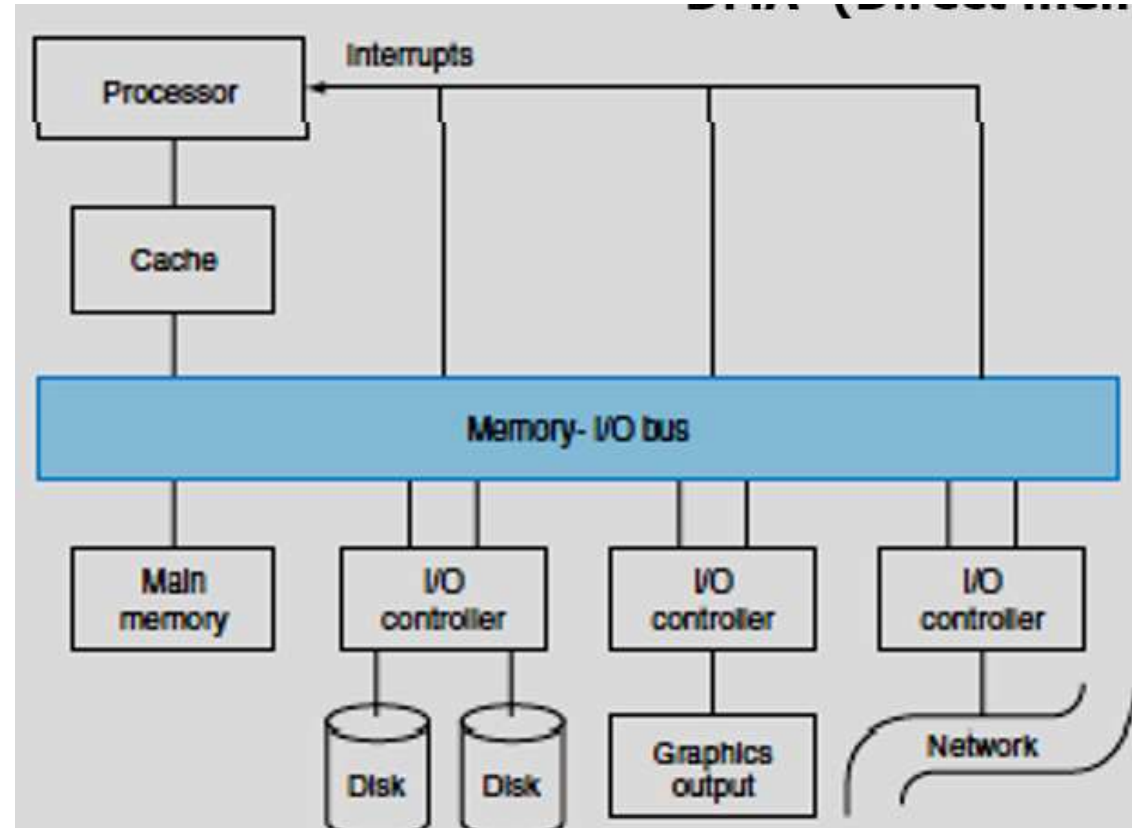 Interrupts
Processor
Cache
Memory- I/O bus
Main
memory
I/O
controller
I/O
controller
I/O
controller
Disk
Disk
Graphics
output
Network